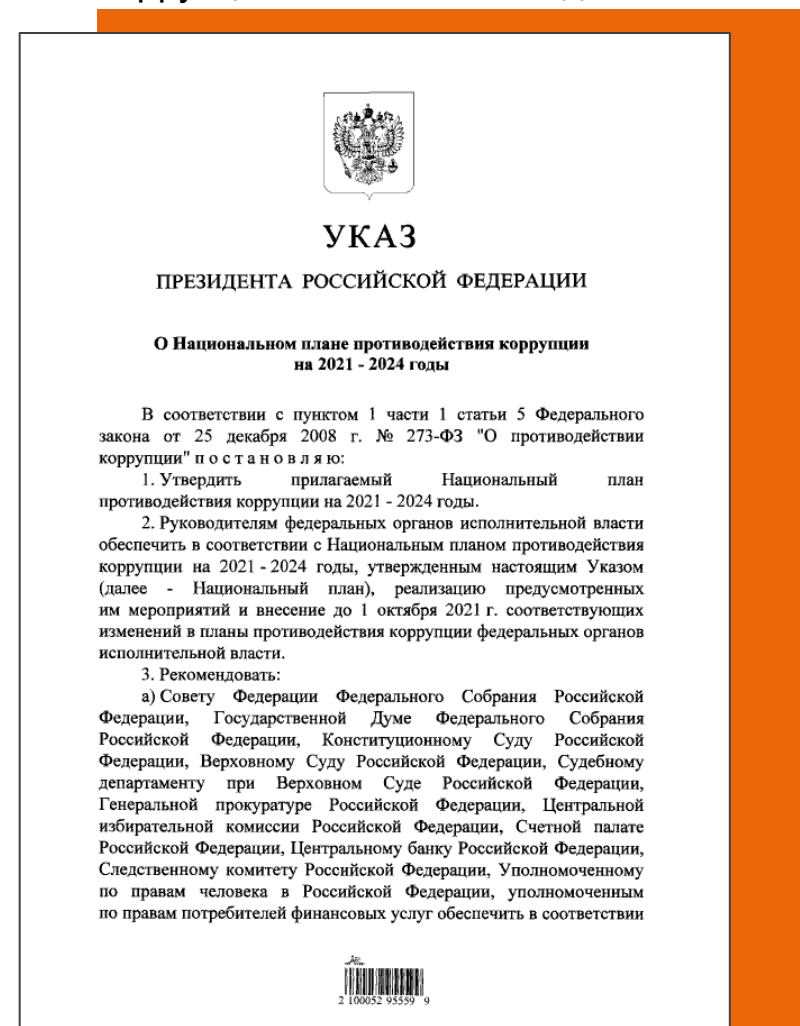 УКАЗ
ПРЕЗИДЕНТА РОССИЙСКОЙ ФЕДЕРАЦИИ
О Национальном плане противодействия коррупции
на 2021 - 2024 годы
В соответствии с пунктом 1 части 1 статьи 5 Федерального
закона от 25 декабря 2008 г. № 273-ФЗ "О противодействии
коррупции" п о с т а н о в л я ю:
1. Утвердить прилагаемый Национальный план
противодействия коррупции на 2021 - 2024 годы.
2. Руководителям федеральных органов исполнительной власти
обеспечить в соответствии с Национальным планом противодействия
коррупции на 2021 - 2024 годы, утвержденным настоящим Указом
(далее - Национальный план), реализацию предусмотренных
им мероприятий и внесение до 1 октября 2021 г. соответствующих
изменений в планы противодействия коррупции федеральных органов
исполнительной власти.
3. Рекомендовать:
а) Совету Федерации Федерального Собрания Российской
Федерации, Государственной Думе Федерального Собрания
Российской Федерации, Конституционному Суду Российской
Федерации, Верховному Суду Российской Федерации, Судебному
департаменту при Верховном Суде Российской Федерации,
Генеральной прокуратуре Российской Федерации, Центральной
избирательной комиссии Российской Федерации, Счетной палате
Российской Федерации, Центральному банку Российской Федерации,
Следственному комитету Российской Федерации, Уполномоченному
по правам человека в Российской Федерации, уполномоченным
по правам потребителей финансовых услуг обеспечить в соответствии
2 100052 95559 9